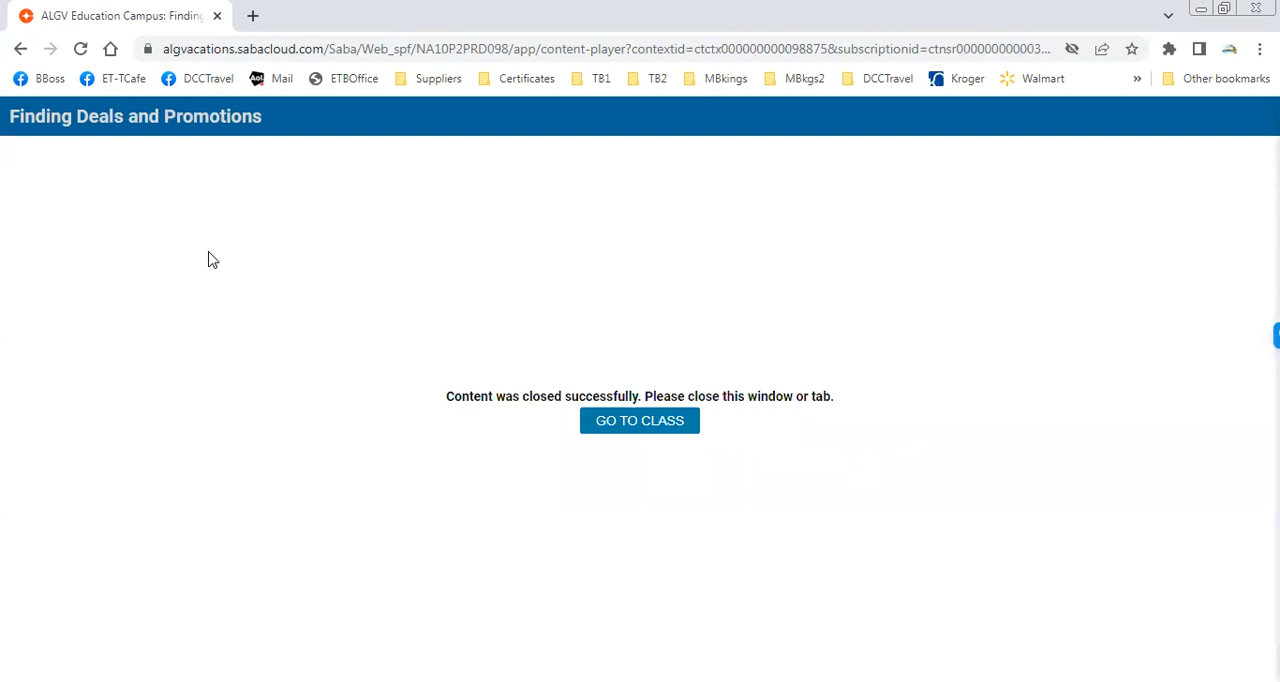 ALGV Education Campus: Finding
algvacations.sabacloud.com/Saba/Web_spf/NA10P2PRD098/app/content-player?contextid=ctctx000000000098875&subscriptionid=ctnsr000000000003...
BBoss ET-TCafe DCCTravel Aol. Mail ETBOffice Suppliers Certificates TB1 TB2 MBkings MBkgs2 DCCTravel Kroger Walmart » Other bookmarks
Finding Deals and Promotions
Content was closed successfully. Please close this window or tab.
GO TO CLASS